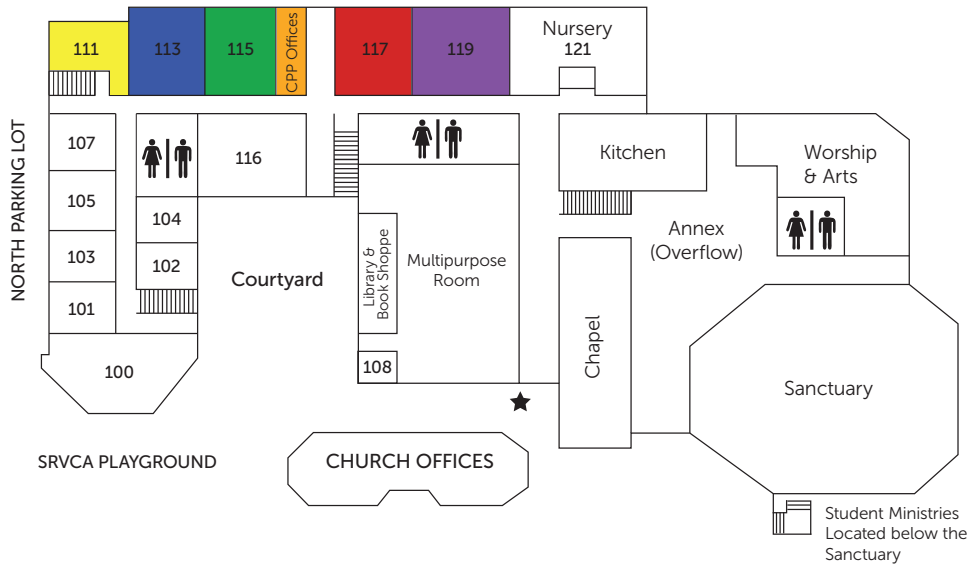 Nursery
121
111
113
115
CPP Offices
117
119
NORTH PARKING LOT
107
116
Kitchen
Worship
& Arts
105
104
103
102
101
100
Courtyard
Library &
Book Shoppe
Multipurpose
Room
Annex
(Overflow)
108
Chapel
Sanctuary
SRVCA PLAYGROUND
CHURCH OFFICES
Student Ministries
Located below the
Sanctuary